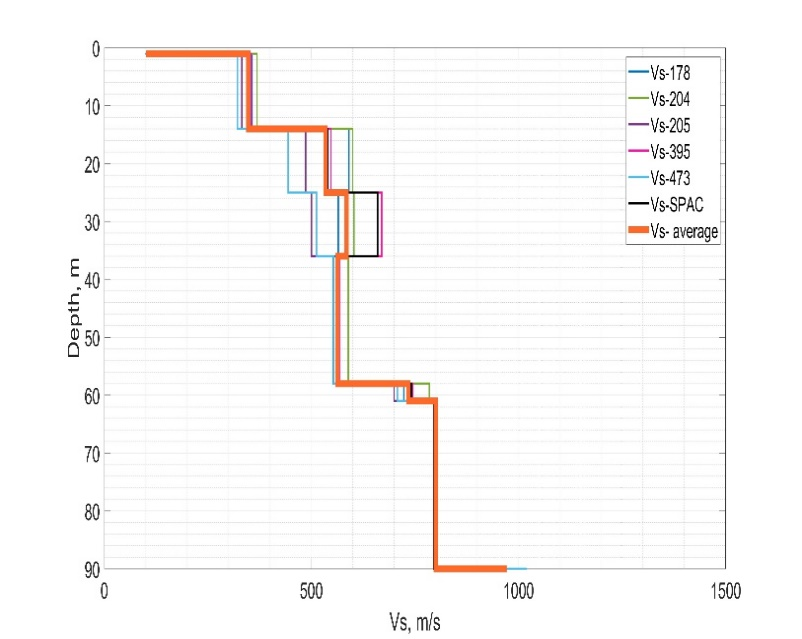 0
10
20
30
40
50
60
70
80
90
Depth, m
0 500 1000 1500
Vs, m/s
Vs-178
Vs-204
Vs-205
Vs-395
Vs-473
Vs-SPAC
Vs- average